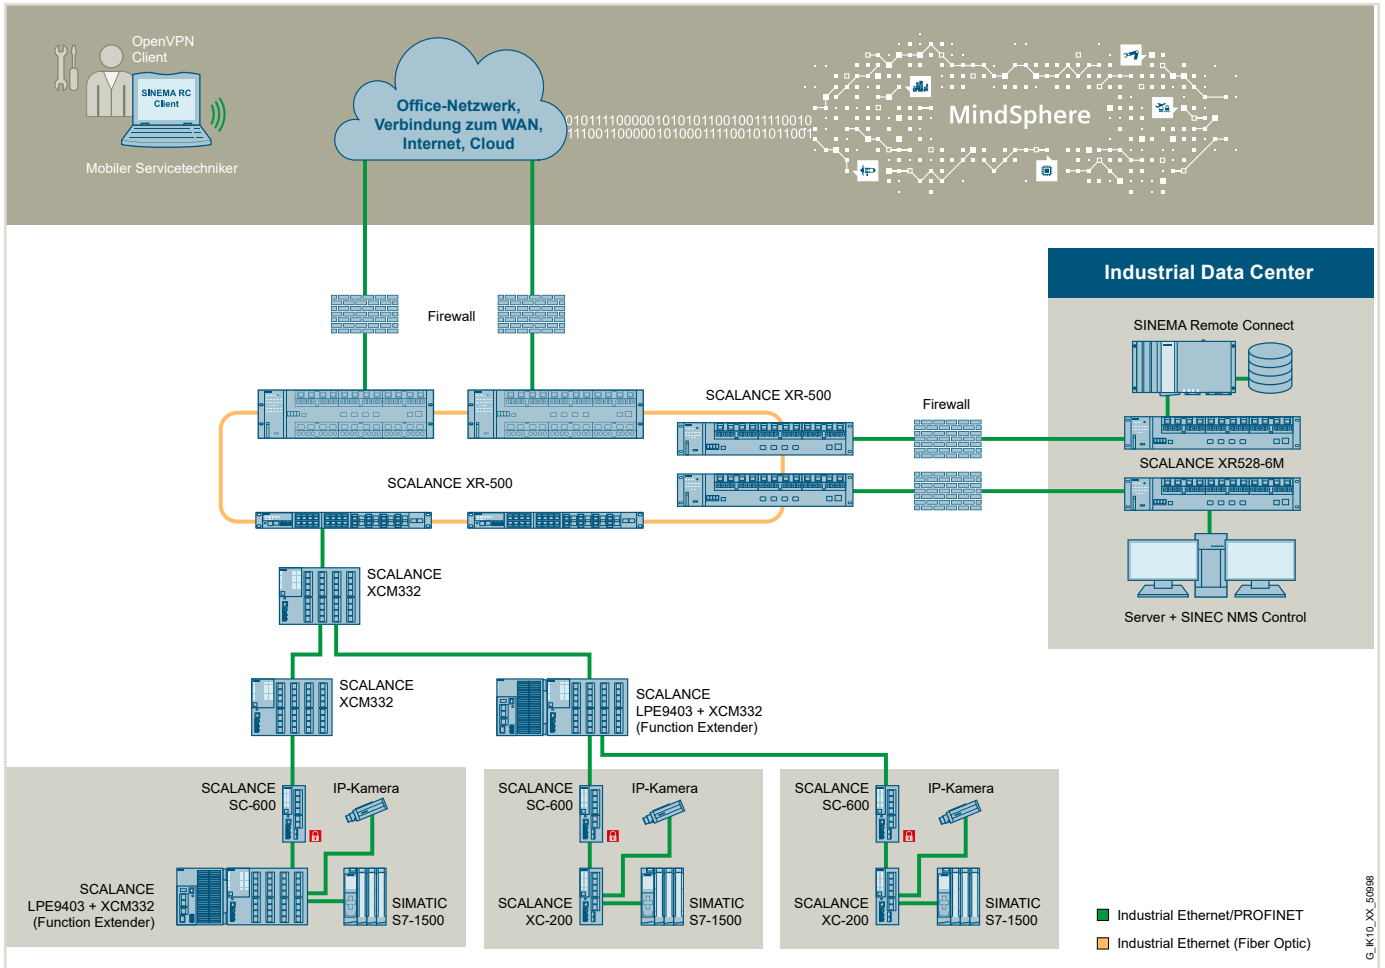 OpenVPN
Client
SINEMA RC
Client
Mobiler Servicetechniker
Office-Netzwerk,
Verbindung zum WAN,
Internet, Cloud
010111100000101010110010011110010
1110011000001010001111001010110011
MindSphere
Industrial Data Center
SINEMA Remote Connect
Firewall
SCALANCE XR-500
Firewall
SCALANCE XR528-6M
SCALANCE XR-500
SCALANCE
XCM332
Server + SINEC NMS Control
SCALANCE
XCM332
SCALANCE
LPE9403 + XCM332
(Function Extender)
SCALANCE
SC-600
IP-Kamera
SCALANCE
LPE9403 + XCM332
(Function Extender)
SIMATIC
S7-1500
SCALANCE
SC-600
IP-Kamera
SCALANCE
XC-200
SIMATIC
S7-1500
SCALANCE
SC-600
IP-Kamera
SCALANCE
XC-200
SIMATIC
S7-1500
Industrial Ethernet/PROFINET
Industrial Ethernet (Fiber Optic)
G_IK10_XX_50998